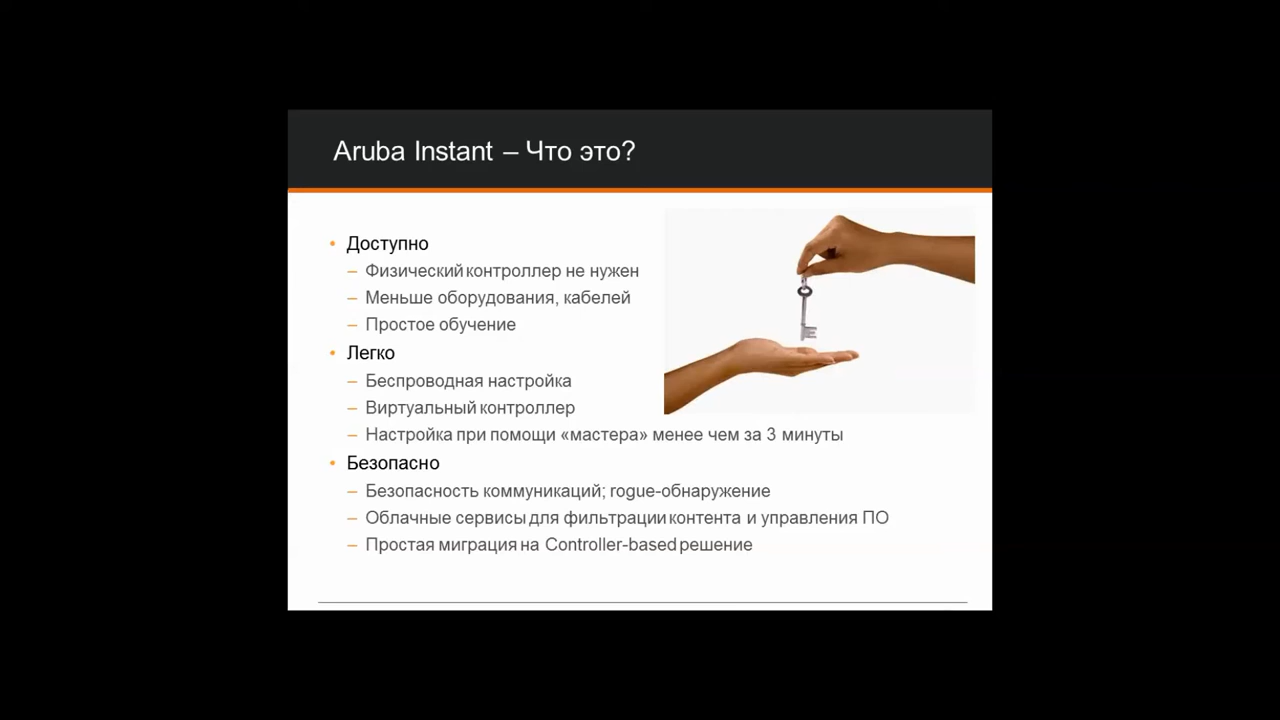 Aruba Instant – Что это?
• Доступно
– Физический контроллер не нужен
– Меньше оборудования, кабелей
– Простое обучение
• Легко
– Беспроводная настройка
– Виртуальный контроллер
– Настройка при помощи «мастера» менее чем за 3 минуты
• Безопасно
– Безопасность коммуникаций; rogue-обнаружение
– Облачные сервисы для фильтрации контента и управления ПО
– Простая миграция на Controller-based решение